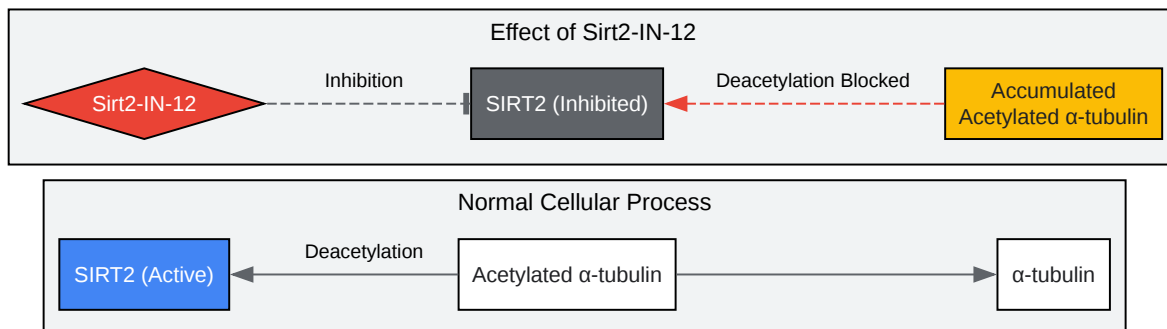 Effect of Sirt2-IN-12
Sirt2-IN-12
Inhibition
SIRT2 (Inhibited)
Deacetylation Blocked
Accumulated
Acetylated α-tubulin
Normal Cellular Process
SIRT2 (Active)
Deacetylation
Acetylated α-tubulin
α-tubulin